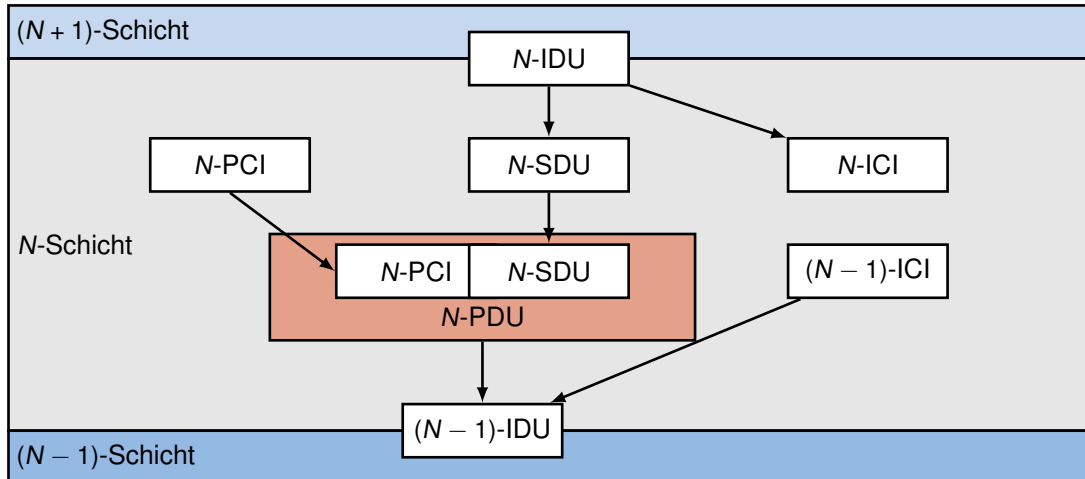 (N + 1)-Schicht
N-IDU
N-PCI
N-SDU
N-ICI
N-Schicht
N-PCI
N-SDU
(N − 1)-ICI
N-PDU
(N − 1)-IDU
(N − 1)-Schicht